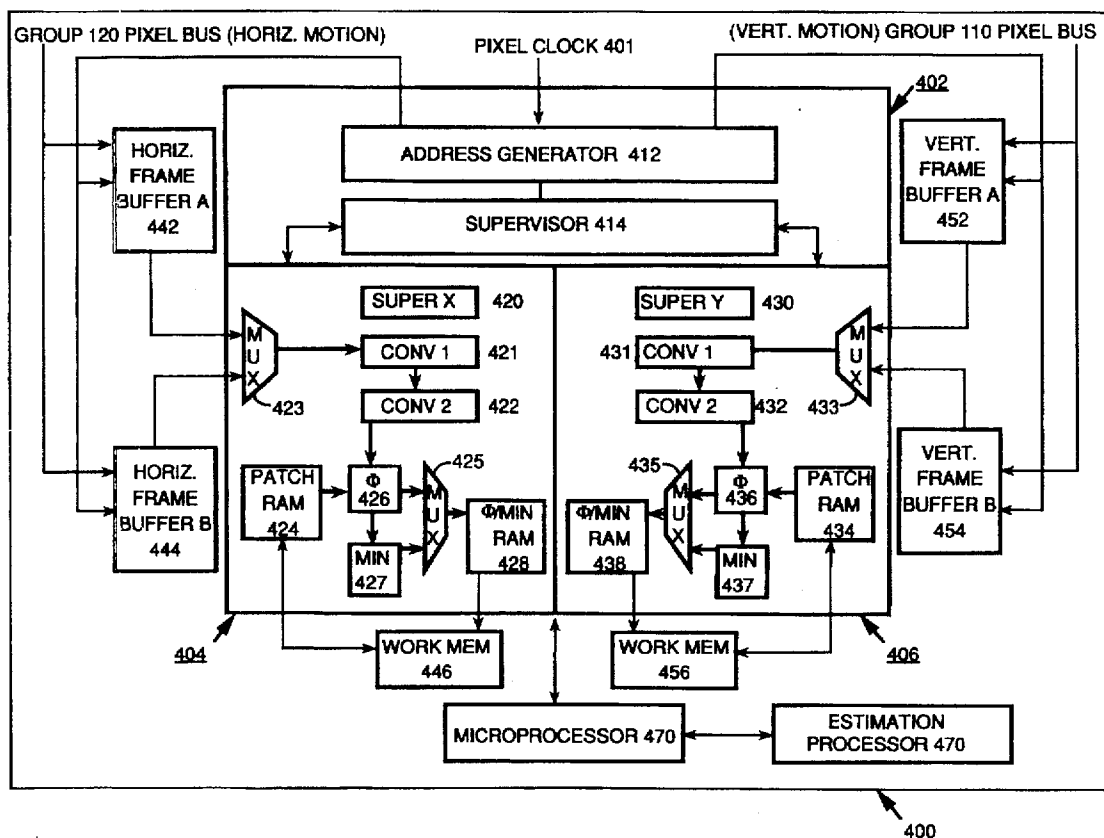 GROUP 120 PIXEL BUS (HORIZ. MOTION)
(VERT. MOTION) GROUP 110 PIXEL BUS
PIXEL CLOCK 401
402
ADDRESS GENERATOR 412
SUPERVISOR 414
HORIZ.
FRAME
BUFFER A
442
VERT.
FRAME
BUFFER A
452
SUPER X 420
SUPER Y 430
MUX
423
CONV 1 421
431 CONV 1
MUX
433
CONV 2 422
CONV 2 432
HORIZ.
FRAME
BUFFER B
444
VERT.
FRAME
BUFFER B
454
PATCH
RAM
424
Φ
426
MUX
425
Φ/MIN
RAM
428
MIN
427
Φ/MIN
RAM
438
435
MUX
Φ
436
PATCH
RAM
434
MIN
437
404
WORK MEM
446
WORK MEM
456
406
MICROPROCESSOR 470
ESTIMATION
PROCESSOR 470
400